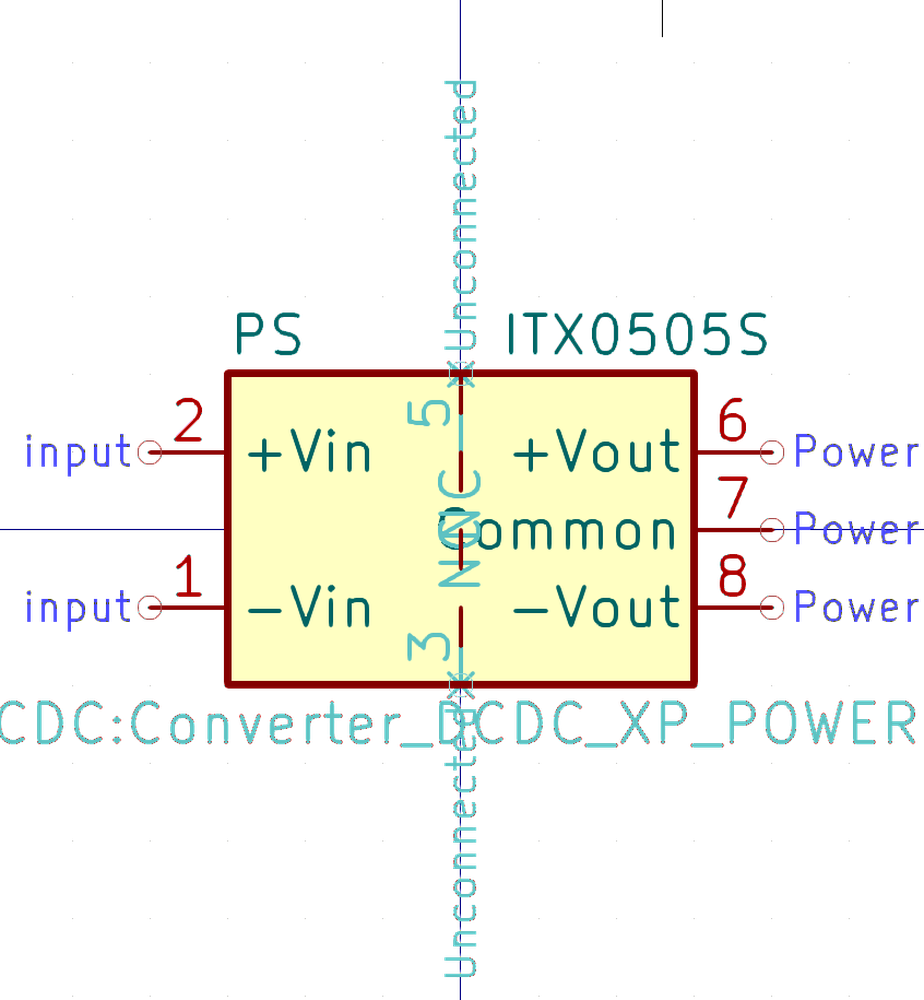 Unconnected
PS ITX0505S
5
input 2 +Vin +Vout 6 Power
NC NC Common 7 Power
input 1 -Vin -Vout 8 Power
3
CDC:Converter_DCDC_XP_POWER
Unconnected